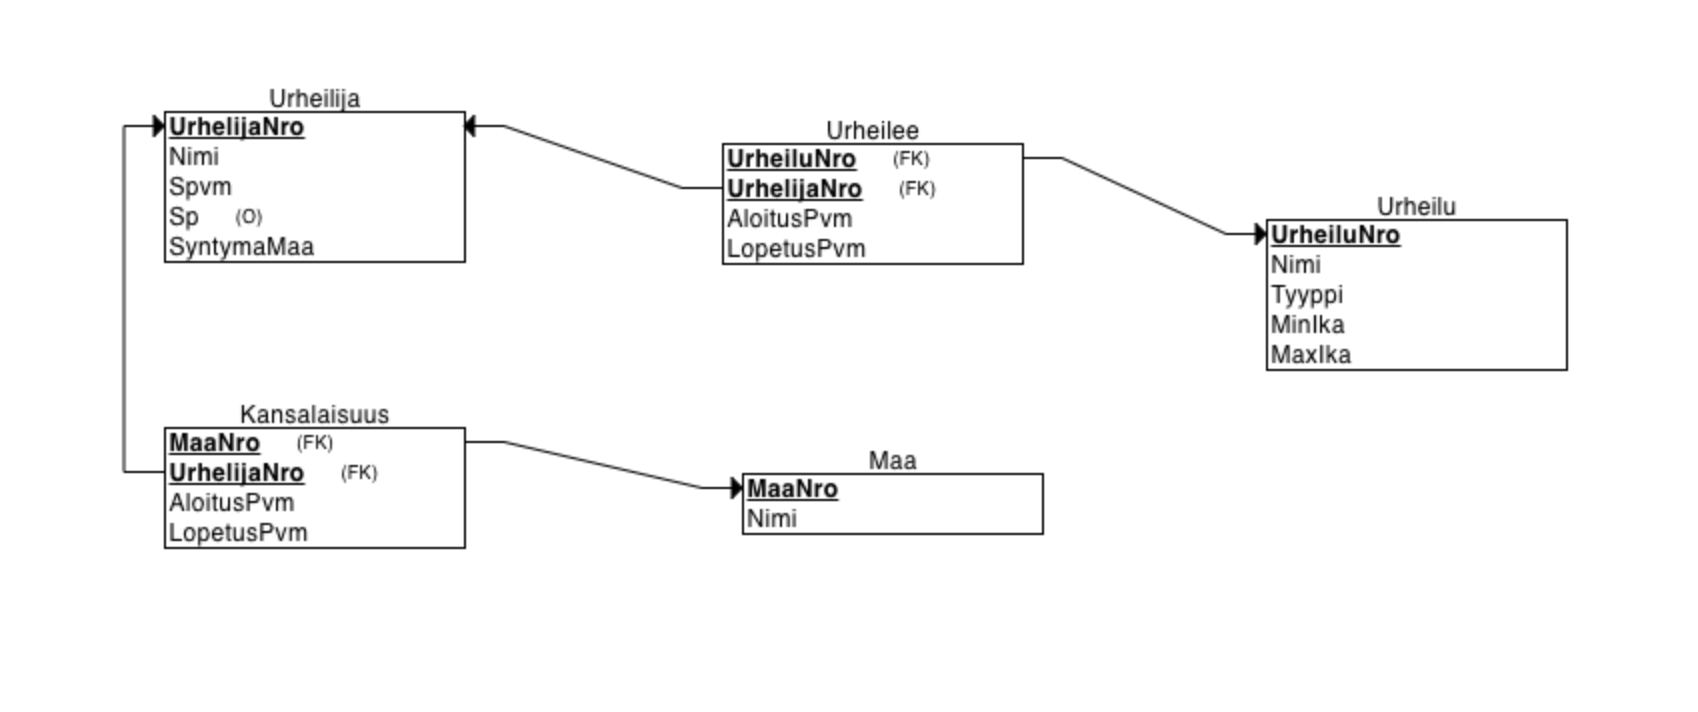 Urheilija
UrhelijaNro
Nimi
Spvm
Sp (O)
SyntymaMaa
Urheilee
UrheiluNro (FK)
UrhelijaNro (FK)
AloitusPvm
LopetusPvm
Urheilu
UrheiluNro
Nimi
Tyyppi
MinIka
MaxIka
Kansalaisuus
MaaNro (FK)
UrhelijaNro (FK)
AloitusPvm
LopetusPvm
Maa
MaaNro
Nimi